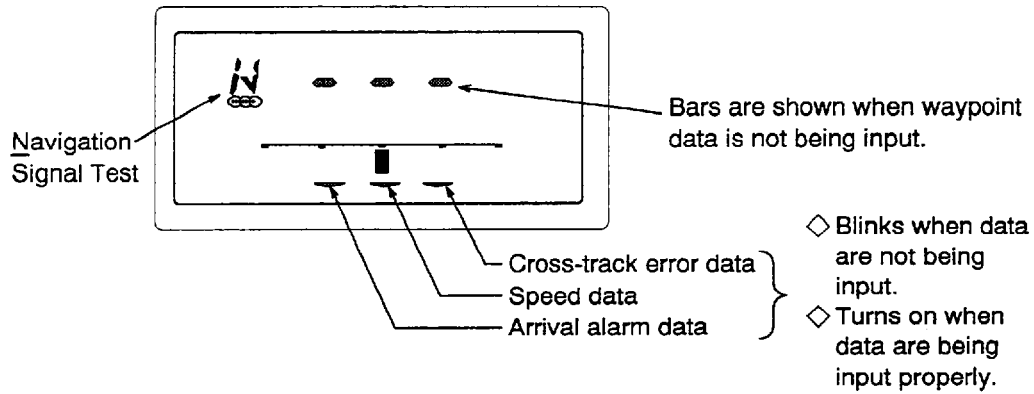 N
Navigation
Signal Test
Bars are shown when waypoint
data is not being input.
Cross-track error data
Speed data
Arrival alarm data
◇ Blinks when data
are not being
input.
◇ Turns on when
data are being
input properly.